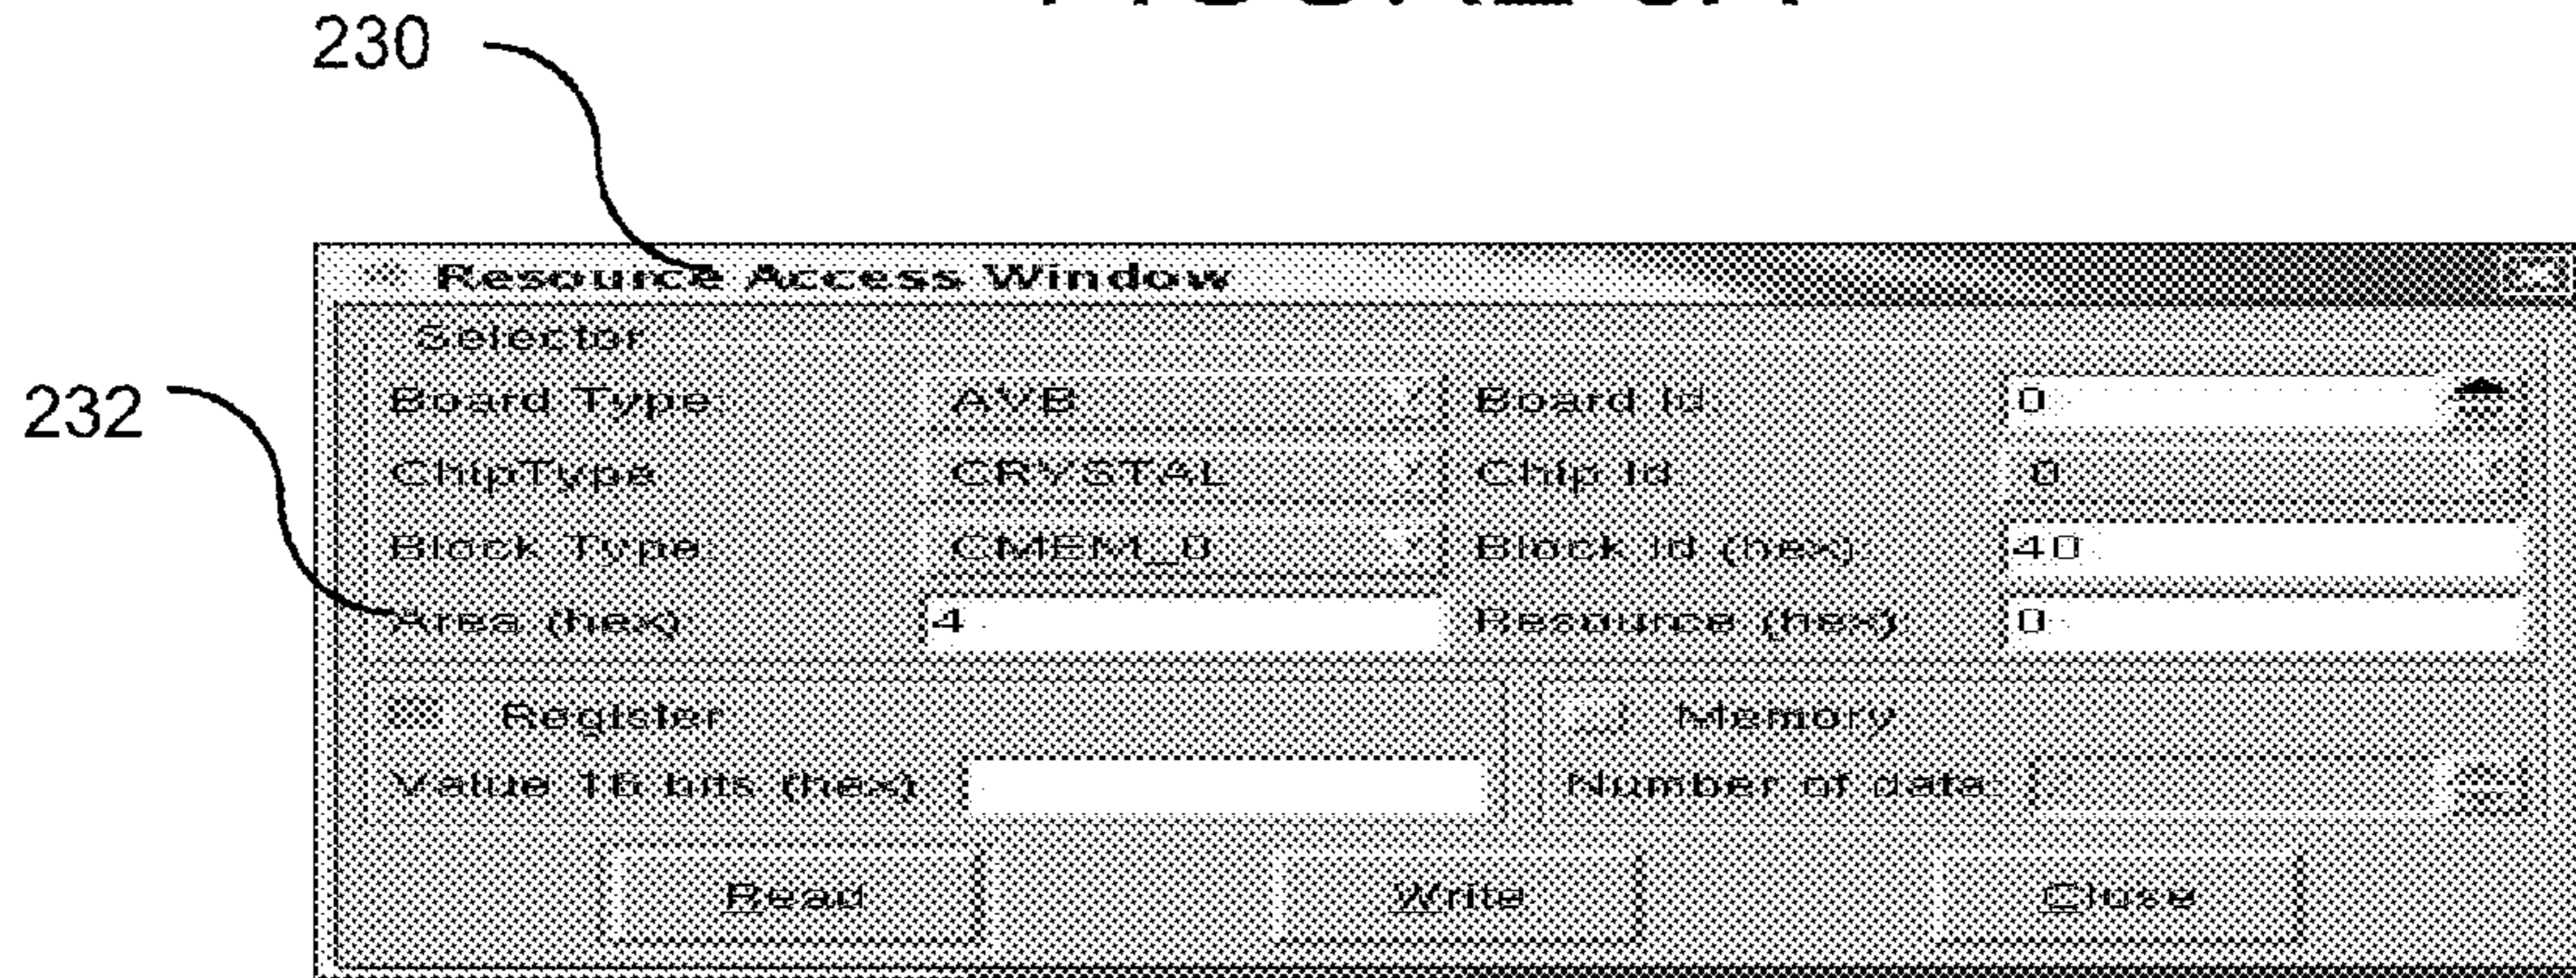 230
Resource Access Window
Selector
232
Board Type: AVB Board Id: 0
ChipType CRYSTAL Chip Id 0
Block Type: CMEM_0 Block Id (hex): 40
Area (hex): 4 Resource (hex) 0
Register Memory
Value 16 bits (hex) Number of data:
Read Write Close